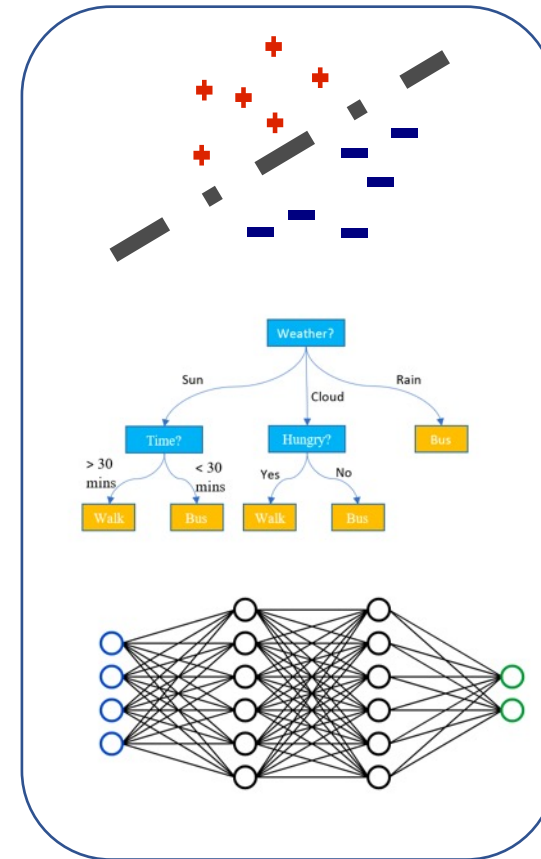 Weather?
Sun
Cloud
Rain
Time?
Hungry?
Bus
> 30
mins
< 30
mins
Yes
No
Walk
Bus
Walk
Bus